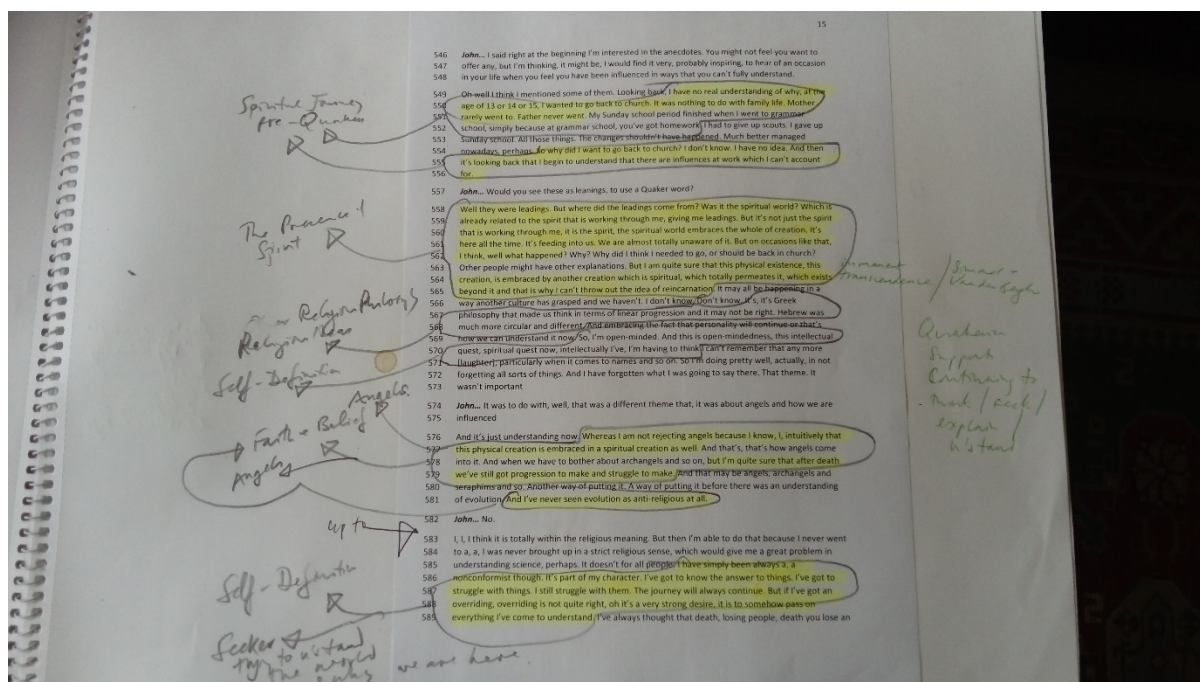 15
546 John... I said right at the beginning I'm interested in the anecdotes. You might not feel you want to
547 offer any, but I'm thinking, it might be, I would find it very, probably inspiring, to hear of an occasion
548 in your life when you feel you have been influenced in ways that you can't fully understand.
549 Oh well I think I mentioned some of them. Looking back, I have no real understanding of why, at the
550 age of 13 or 14 or 15, I wanted to go back to church. It was nothing to do with family life. Mother
551 rarely went to. Father never went. My Sunday school period finished when I went to grammar
552 school, simply because at grammar school, you've got homework. I had to give up scouts. I gave up
553 Sunday school. All those things. The changes shouldn't have happened. Much better managed
554 nowadays, perhaps. So why did I want to go back to church? I don't know. I have no idea. And then
555 it's looking back that I begin to understand that there are influences at work which I can't account
556 for.
557 John... Would you see these as leanings, to use a Quaker word?
558 Well they were leadings. But where did the leadings come from? Was it the spiritual world? Which is
559 already related to the spirit that is working through me, giving me leadings. But it's not just the spirit
560 that is working through me, it is the spirit, the spiritual world embraces the whole of creation. It's
561 here all the time. It's feeding into us. We are almost totally unaware of it. But on occasions like that,
562 I think, well what happened? Why? Why did I think I needed to go, or should be back in church?
563 Other people might have other explanations. But I am quite sure that this physical existence, this
564 creation, is embraced by another creation which is spiritual, which totally permeates it, which exists
565 beyond it and that is why I can't throw out the idea of reincarnation. It may all be happening in a
566 way another culture has grasped and we haven't. I don't know. Don't know. It's, it's Greek
567 philosophy that made us think in terms of linear progression and it may not be right. Hebrew was
568 much more circular and different. And embracing the fact that personality will continue or that's
569 how we can understand it now. So, I'm open-minded. And this is open-mindedness, this intellectual
570 quest, spiritual quest now, intellectually I've, I'm having to think, I can't remember that any more
571 [laughter], particularly when it comes to names and so on. So I'm doing pretty well, actually, in not
572 forgetting all sorts of things. And I have forgotten what I was going to say there. That theme. It
573 wasn't important
574 John... It was to do with, well, that was a different theme that, it was about angels and how we are
575 influenced
576 And it's just understanding now. Whereas I am not rejecting angels because I know, I, intuitively that
577 this physical creation is embraced in a spiritual creation as well. And that's, that's how angels come
578 into it. And when we have to bother about archangels and so on, but I'm quite sure that after death
579 we've still got progression to make and struggle to make. And that may be angels, archangels and
580 seraphims and so. Another way of putting it. A way of putting it before there was an understanding
581 of evolution. And I've never seen evolution as anti-religious at all.
582 John... No.
583 I, I, I think it is totally within the religious meaning. But then I'm able to do that because I never went
584 to a, a, I was never brought up in a strict religious sense, which would give me a great problem in
585 understanding science, perhaps. It doesn't for all people. I have simply been always a, a
586 nonconformist though. It's part of my character. I've got to know the answer to things. I've got to
587 struggle with things. I still struggle with them. The journey will always continue. But if I've got an
588 overriding, overriding is not quite right, oh it's a very strong desire, it is to somehow pass on
589 everything I've come to understand. I've always thought that death, losing people, death you lose an
Spiritual Journey
pre-Quaker
The Presence of
Spirit
Religion Philosophy
Religion Ideas
Self-Definition
Angels
Faith & Belief
Angels
up to
Self-Definition
Seeker
try to u'stand
the world
we are here.
immanent
transcendence
Quakerism
Support
Continuing to
seek /
explain
u'stand